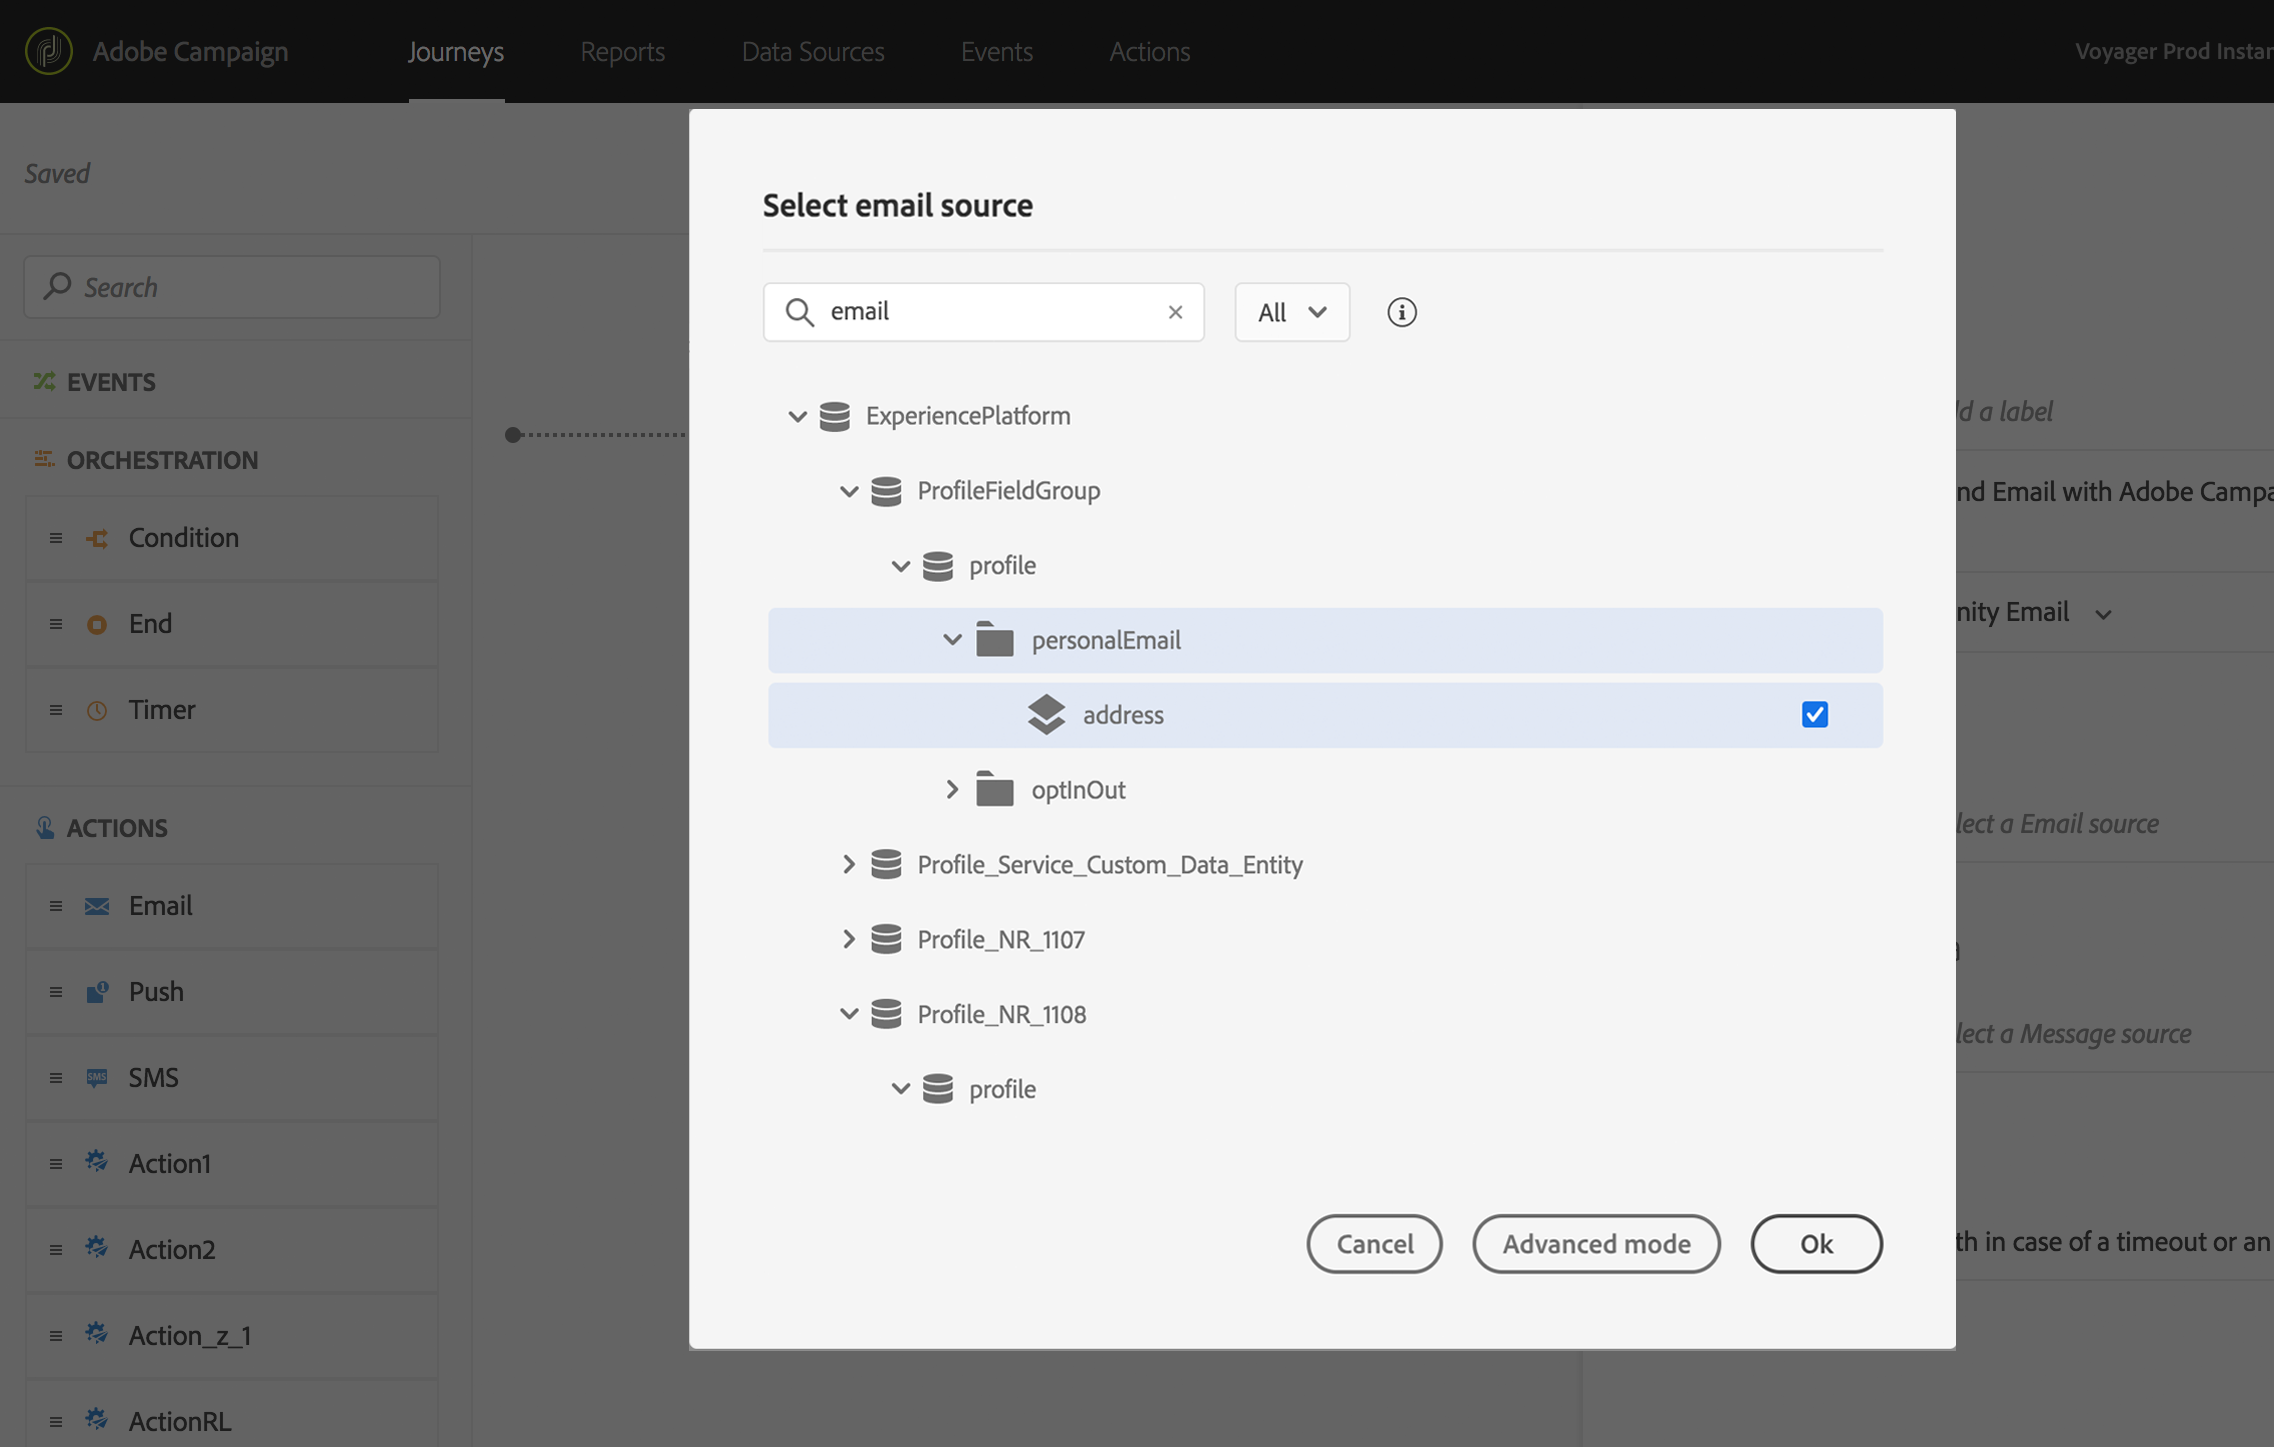 Adobe Campaign
Journeys
Reports
Data Sources
Events
Actions
Voyager Prod Instan
Saved
Search
EVENTS
ORCHESTRATION
Condition
End
Timer
ACTIONS
Email
Push
SMS
SMS
Action1
Action2
Action_z_1
ActionRL
Select email source
email
All
ExperiencePlatform
ProfileFieldGroup
profile
personalEmail
address
optInOut
Profile_Service_Custom_Data_Entity
Profile_NR_1107
Profile_NR_1108
profile
Cancel
Advanced mode
Ok
ld a label
nd Email with Adobe Campa
nity Email
lect a Email source
lect a Message source
th in case of a timeout or an